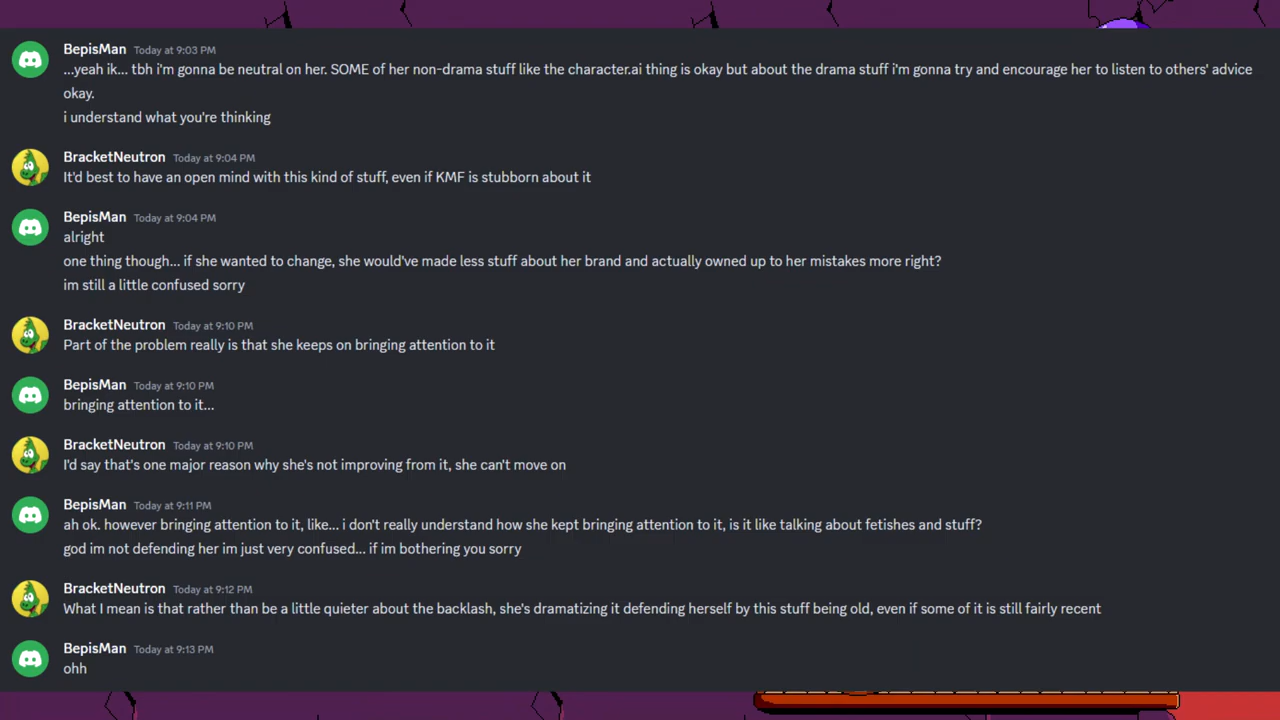 BepisMan Today at 9:03 PM
...yeah ik... tbh i'm gonna be neutral on her. SOME of her non-drama stuff like the character.ai thing is okay but about the drama stuff i'm gonna try and encourage her to listen to others' advice
okay.
i understand what you're thinking
BracketNeutron Today at 9:04 PM
It'd best to have an open mind with this kind of stuff, even if KMF is stubborn about it
BepisMan Today at 9:04 PM
alright
one thing though... if she wanted to change, she would've made less stuff about her brand and actually owned up to her mistakes more right?
im still a little confused sorry
BracketNeutron Today at 9:10 PM
Part of the problem really is that she keeps on bringing attention to it
BepisMan Today at 9:10 PM
bringing attention to it...
BracketNeutron Today at 9:10 PM
I'd say that's one major reason why she's not improving from it, she can't move on
BepisMan Today at 9:11 PM
ah ok. however bringing attention to it, like... i don't really understand how she kept bringing attention to it, is it like talking about fetishes and stuff?
god im not defending her im just very confused... if im bothering you sorry
BracketNeutron Today at 9:12 PM
What I mean is that rather than be a little quieter about the backlash, she's dramatizing it defending herself by this stuff being old, even if some of it is still fairly recent
BepisMan Today at 9:13 PM
ohh